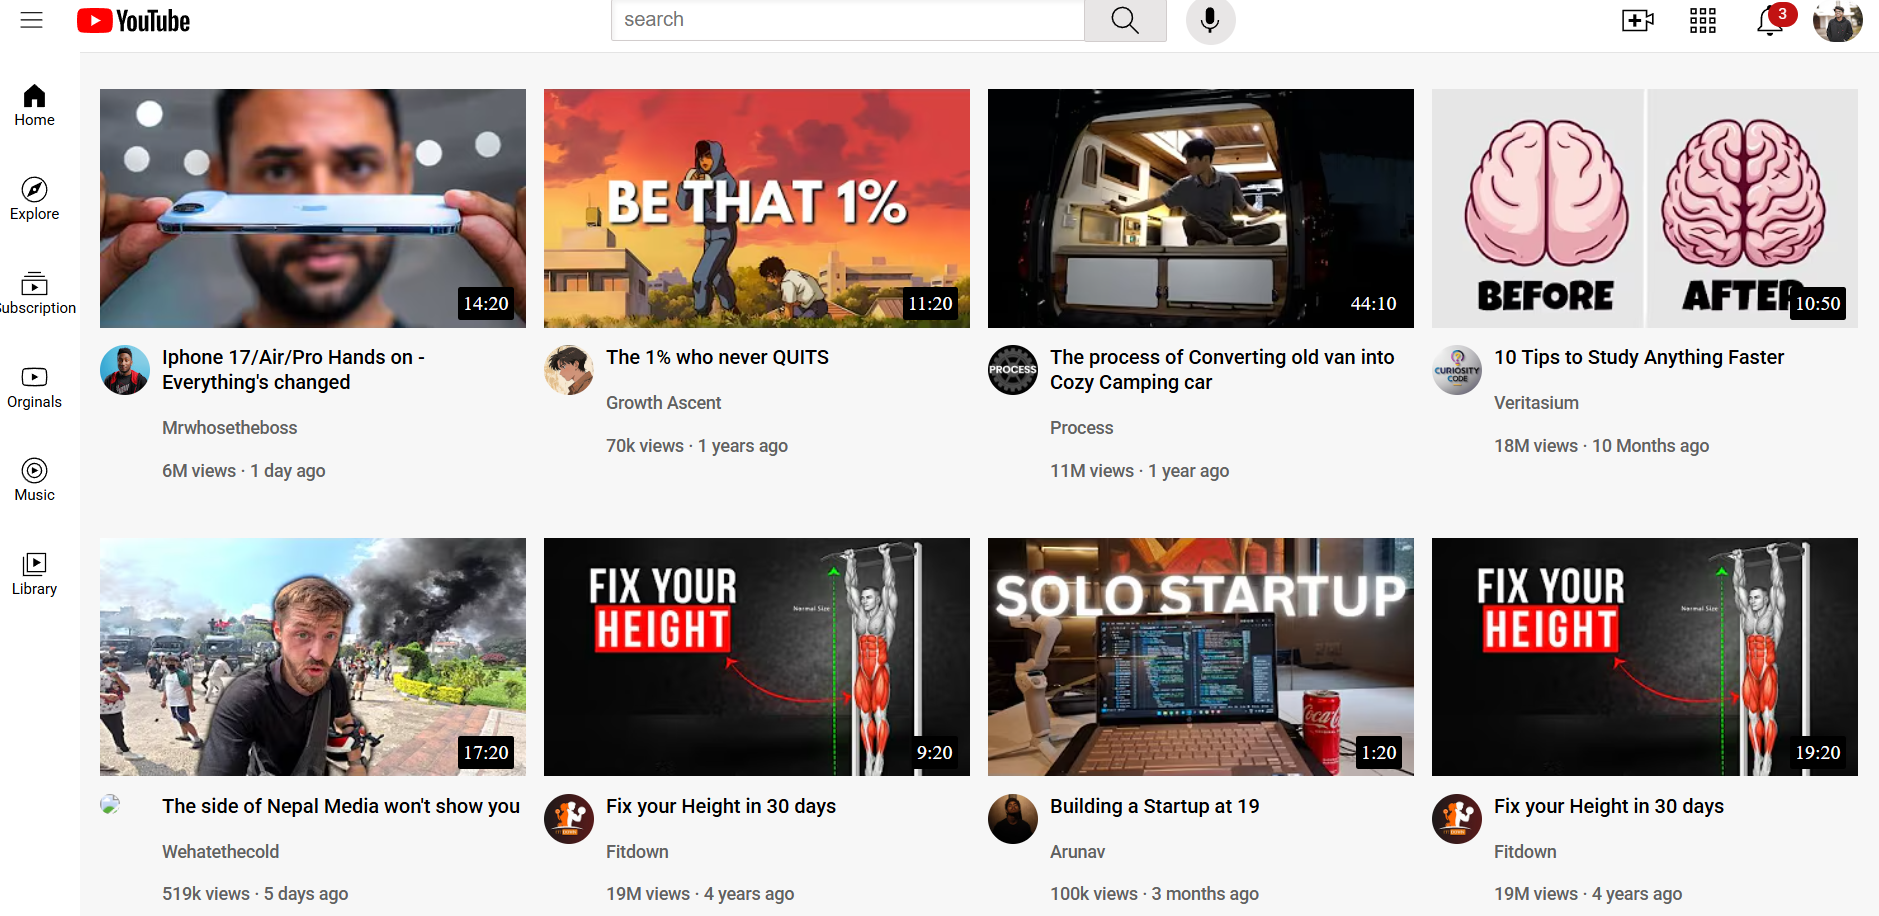 YouTube
search
3
Home
Explore
Subscription
Orginals
Music
Library
14:20
Iphone 17/Air/Pro Hands on -
Everything's changed
Mrwhosetheboss
6M views · 1 day ago
BE THAT 1%
11:20
The 1% who never QUITS
Growth Ascent
70k views · 1 years ago
44:10
PROCESS
The process of Converting old van into
Cozy Camping car
Process
11M views · 1 year ago
BEFORE
AFTER
10:50
CURIOSITY
CODE
10 Tips to Study Anything Faster
Veritasium
18M views · 10 Months ago
17:20
The side of Nepal Media won't show you
Wehatethecold
519k views · 5 days ago
FIX YOUR
HEIGHT
Normal Size
9:20
Fix your Height in 30 days
Fitdown
19M views · 4 years ago
SOLO STARTUP
Coca
1:20
Building a Startup at 19
Arunav
100k views · 3 months ago
FIX YOUR
HEIGHT
Normal Size
19:20
Fix your Height in 30 days
Fitdown
19M views · 4 years ago